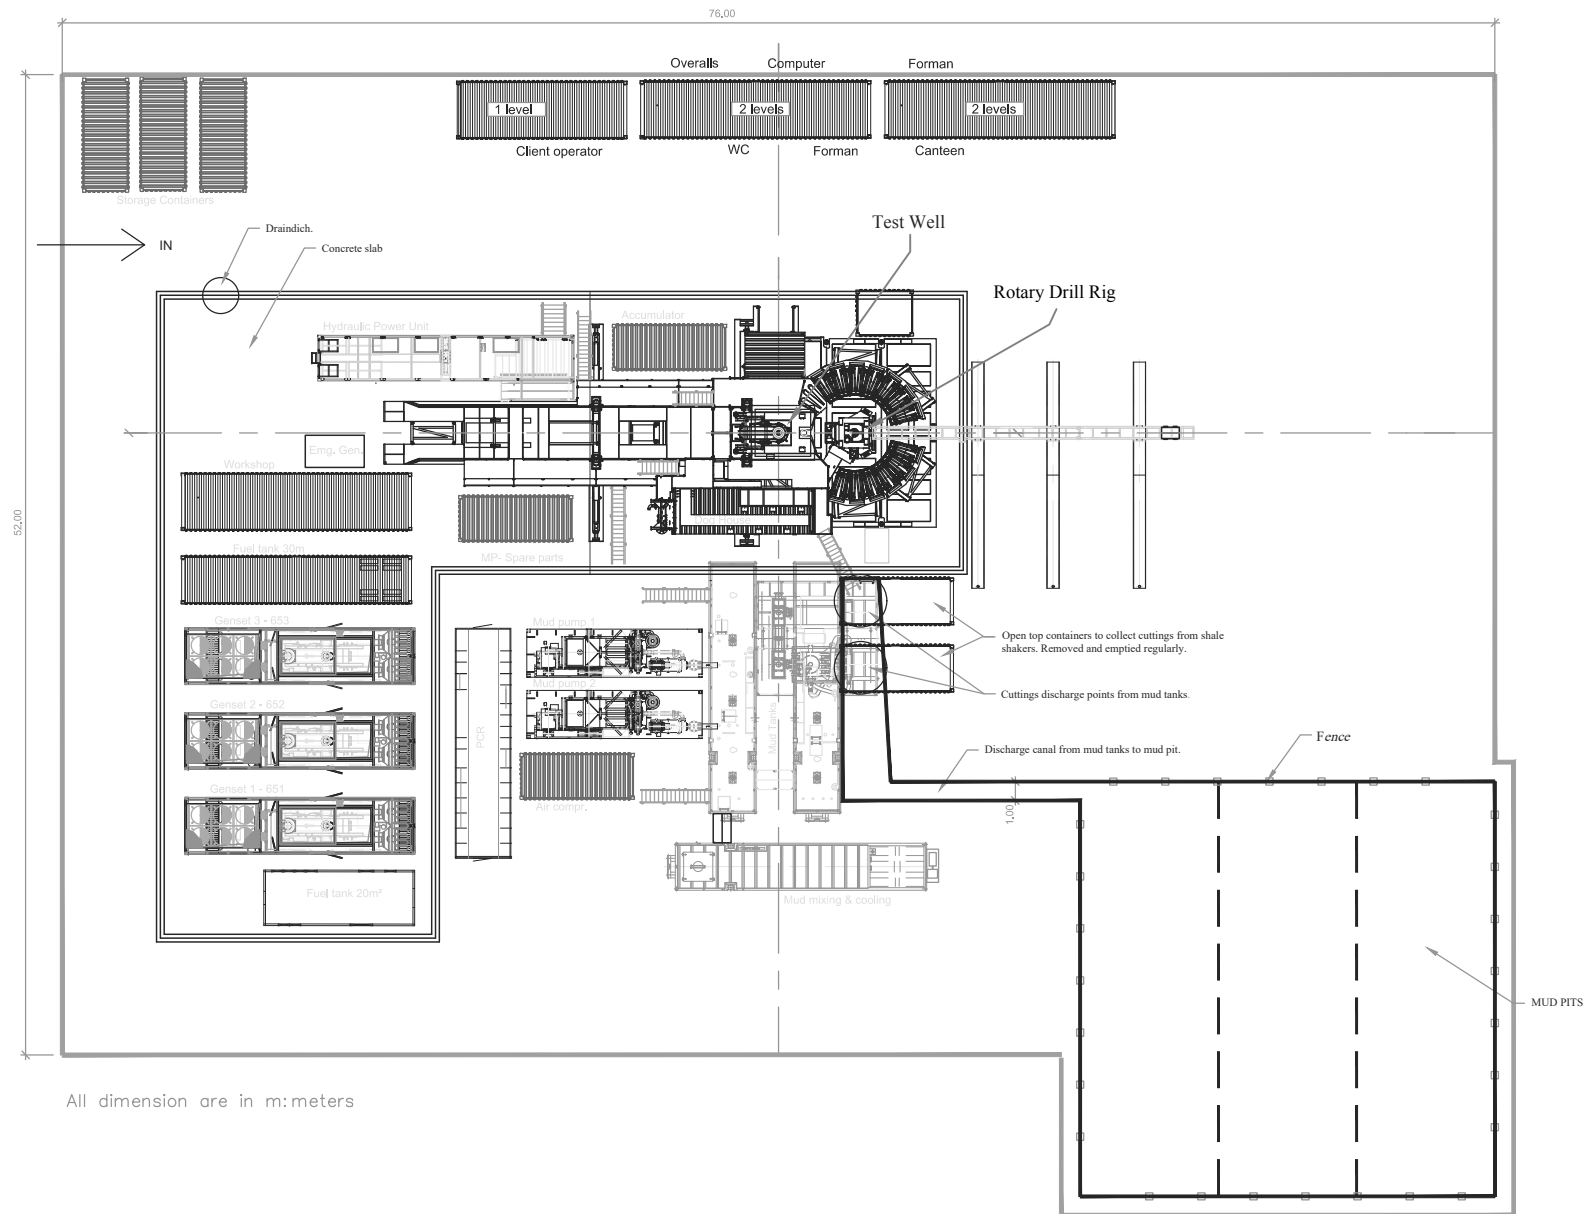 76.00
Overalls Computer Forman
1 level
2 levels
2 levels
Client operator WC Forman Canteen
Storage Containers
Test Well
Draindich.
IN
Concrete slab
Rotary Drill Rig
Hydraulic Power Unit
Accumulator
Emg. Gen.
Workshop
52.00
Dog House
Fuel tank 30m
MP- Spare parts
Genset 3 - 653
Mud pump 1
Open top containers to collect cuttings from shale
shakers. Removed and emptied regularly.
Mud pump 2
Cuttings discharge points from mud tanks.
Genset 2 - 652
PCR
Mud Tanks
Discharge canal from mud tanks to mud pit.
Fence
Genset 1 - 651
Air compr.
1.00
Fuel tank 20m²
Mud mixing & cooling
MUD PITS
All dimension are in m:meters